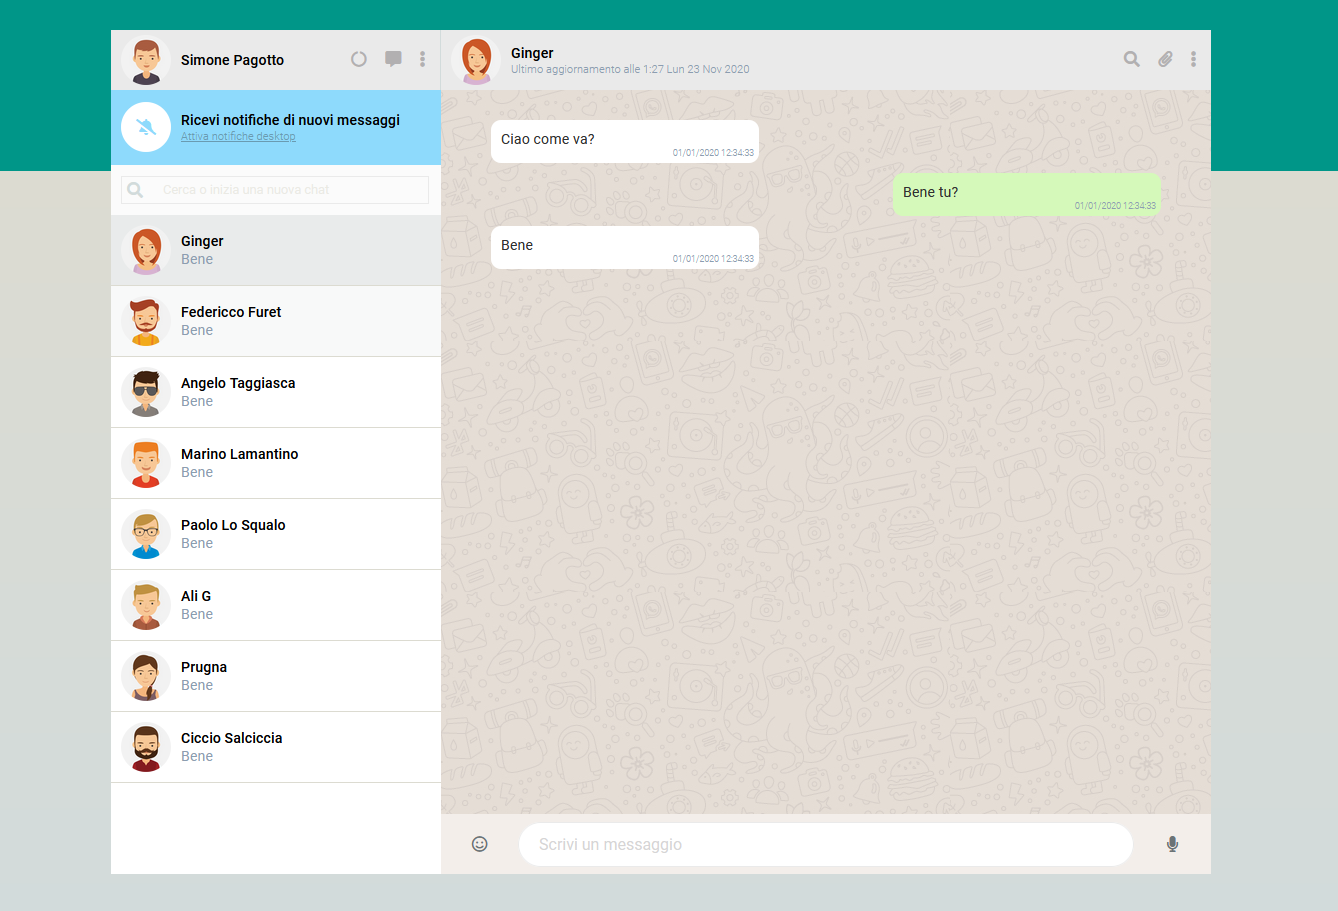 Simone Pagotto
Ricevi notifiche di nuovi messaggi
Attiva notifiche desktop
Cerca o inizia una nuova chat
Ginger
Bene
Federicco Furet
Bene
Angelo Taggiasca
Bene
Marino Lamantino
Bene
Paolo Lo Squalo
Bene
Ali G
Bene
Prugna
Bene
Ciccio Salciccia
Bene
Ginger
Ultimo aggiornamento alle 1:27 Lun 23 Nov 2020
Ciao come va?
01/01/2020 12:34:33
Bene tu?
01/01/2020 12:34:33
Bene
01/01/2020 12:34:33
Scrivi un messaggio